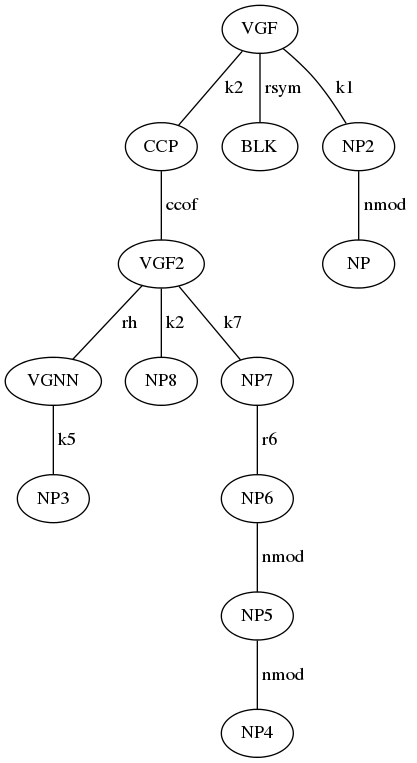 VGF
k2 rsym k1
CCP BLK NP2
ccof nmod
VGF2 NP
rh k2 k7
VGNN NP8 NP7
k5 r6
NP3 NP6
nmod
NP5
nmod
NP4